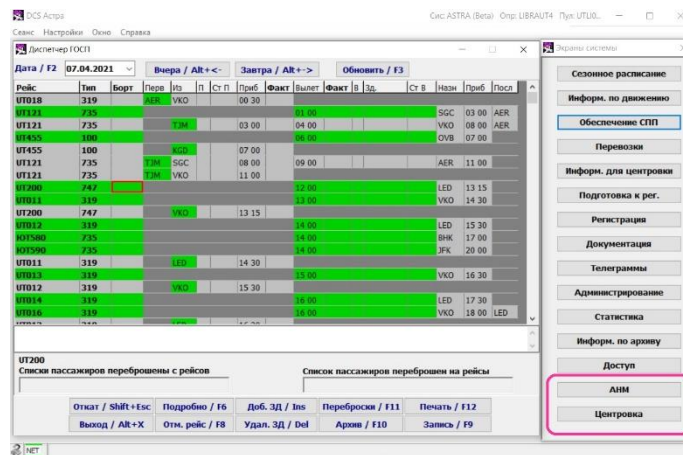 DCS Астра Сис: ASTRA (Beta) Опр: LIBRAUT4 Пул: UTLI0..
Сеанс Настройки Окно Справка
Диспетчер ГОСП
Экраны системы
Дата / F2 07.04.2021 Вчера / Alt+<- Завтра / Alt+-> Обновить / F3
Рейс Тип Борт Перв Из П Ст П Приб Факт Вылет Факт В Зд. Ст В Назн Приб Посл
UT018 319 AER VKO 00 30
UT121 735 01 00 SGC 03 00 AER
UT121 735 TJM 03 00 04 00 VKO 08 00 AER
UT455 100 06 00 OVB 07 00
UT455 100 KGD 07 00
UT121 735 TJM SGC 08 00 09 00 AER 11 00
UT121 735 TJM VKO 11 00
UT200 747 12 00 LED 13 15
UT011 319 13 00 VKO 14 30
UT200 747 VKO 13 15
UT012 319 14 00 LED 15 30
ЮТ580 735 14 00 BHK 17 00
ЮТ590 735 14 00 JFK 20 00
UT011 319 LED 14 30
UT013 319 15 00 VKO 16 30
UT012 319 VKO 15 30
UT014 319 16 00 LED 17 30
UT016 319 16 00 VKO 18 00 LED
UT200
Списки пассажиров переброшены с рейсов
Список пассажиров переброшен на рейсы
Откат / Shift+Esc Подробно / F6 Доб. ЗД / Ins Переброски / F11 Печать / F12
Выход / Alt+X Отм. рейс / F8 Удал. ЗД / Del Архив / F10 Запись / F9
Сезонное расписание
Информ. по движению
Обеспечение СПП
Перевозки
Информ. для центровки
Подготовка к рег.
Регистрация
Документация
Телеграммы
Администрирование
Статистика
Информ. по архиву
Доступ
АНМ
Центровка
NET